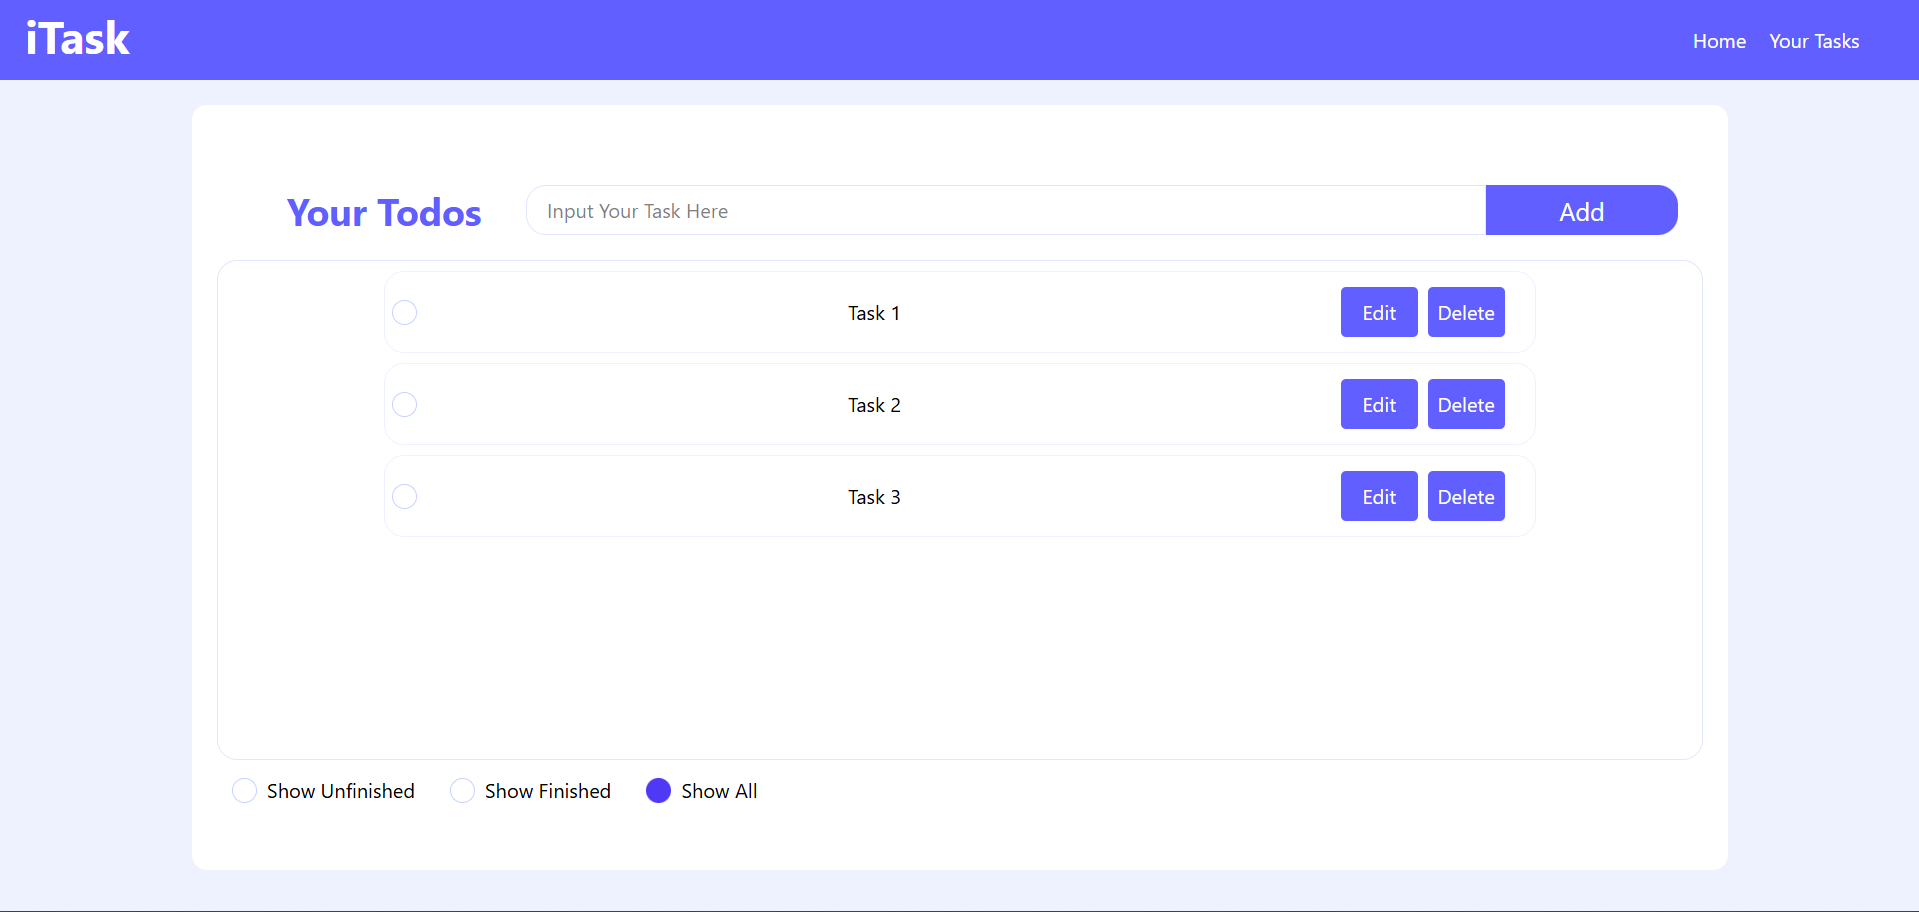 iTask
Home Your Tasks
Your Todos
Input Your Task Here
Add
Task 1
Edit Delete
Task 2
Edit Delete
Task 3
Edit Delete
Show Unfinished Show Finished Show All